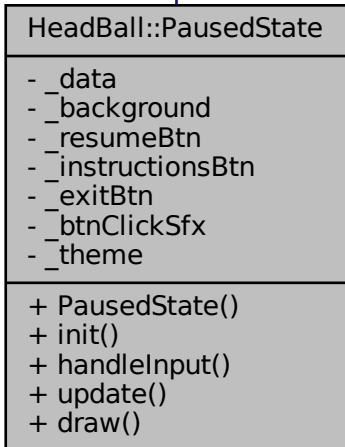 HeadBall::PausedState
- _data
- _background
- _resumeBtn
- _instructionsBtn
- _exitBtn
- _btnClickSfx
- _theme
+ PausedState()
+ init()
+ handleInput()
+ update()
+ draw()